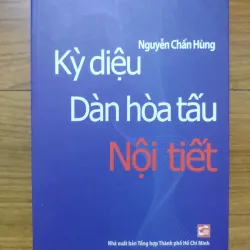 Nguyễn Chấn Hùng
Kỳ diệu
Dàn hòa tấu
Nội tiết
Nhà xuất bản Tổng hợp Thành phố Hồ Chí Minh